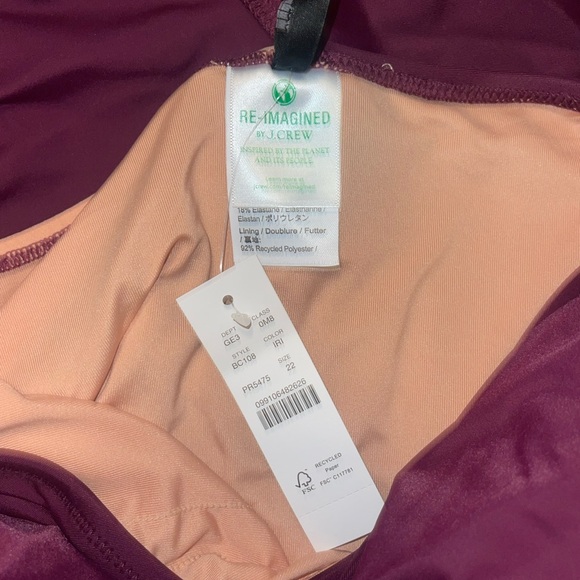 RE-IMAGINED
BY J.CREW
INSPIRED BY THE PLANET
AND ITS PEOPLE
18% Elastane / Elasthanne /
Elastan / ポリウレタン
Lining / Doublure / Futter
/ 裏地:
92% Recycled Polyester /
DEPT CLASS
GE3 0M8
STYLE COLOR
BC108 IRI
SIZE
PR5475 22
099106482626
RECYCLED
Paper
FSC® C117761
FSC